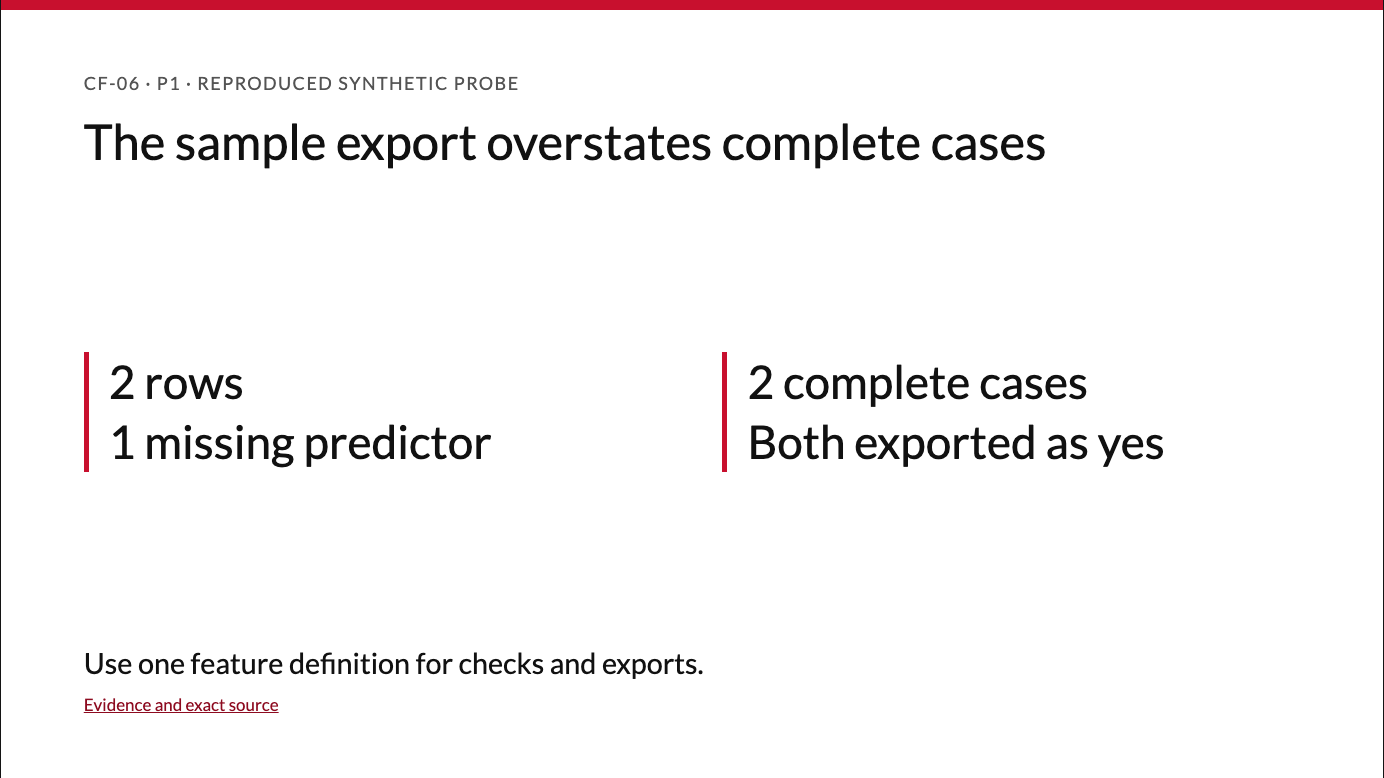 CF-06 · P1 · REPRODUCED SYNTHETIC PROBE
The sample export overstates complete cases
2 rows
1 missing predictor
2 complete cases
Both exported as yes
Use one feature definition for checks and exports.
Evidence and exact source